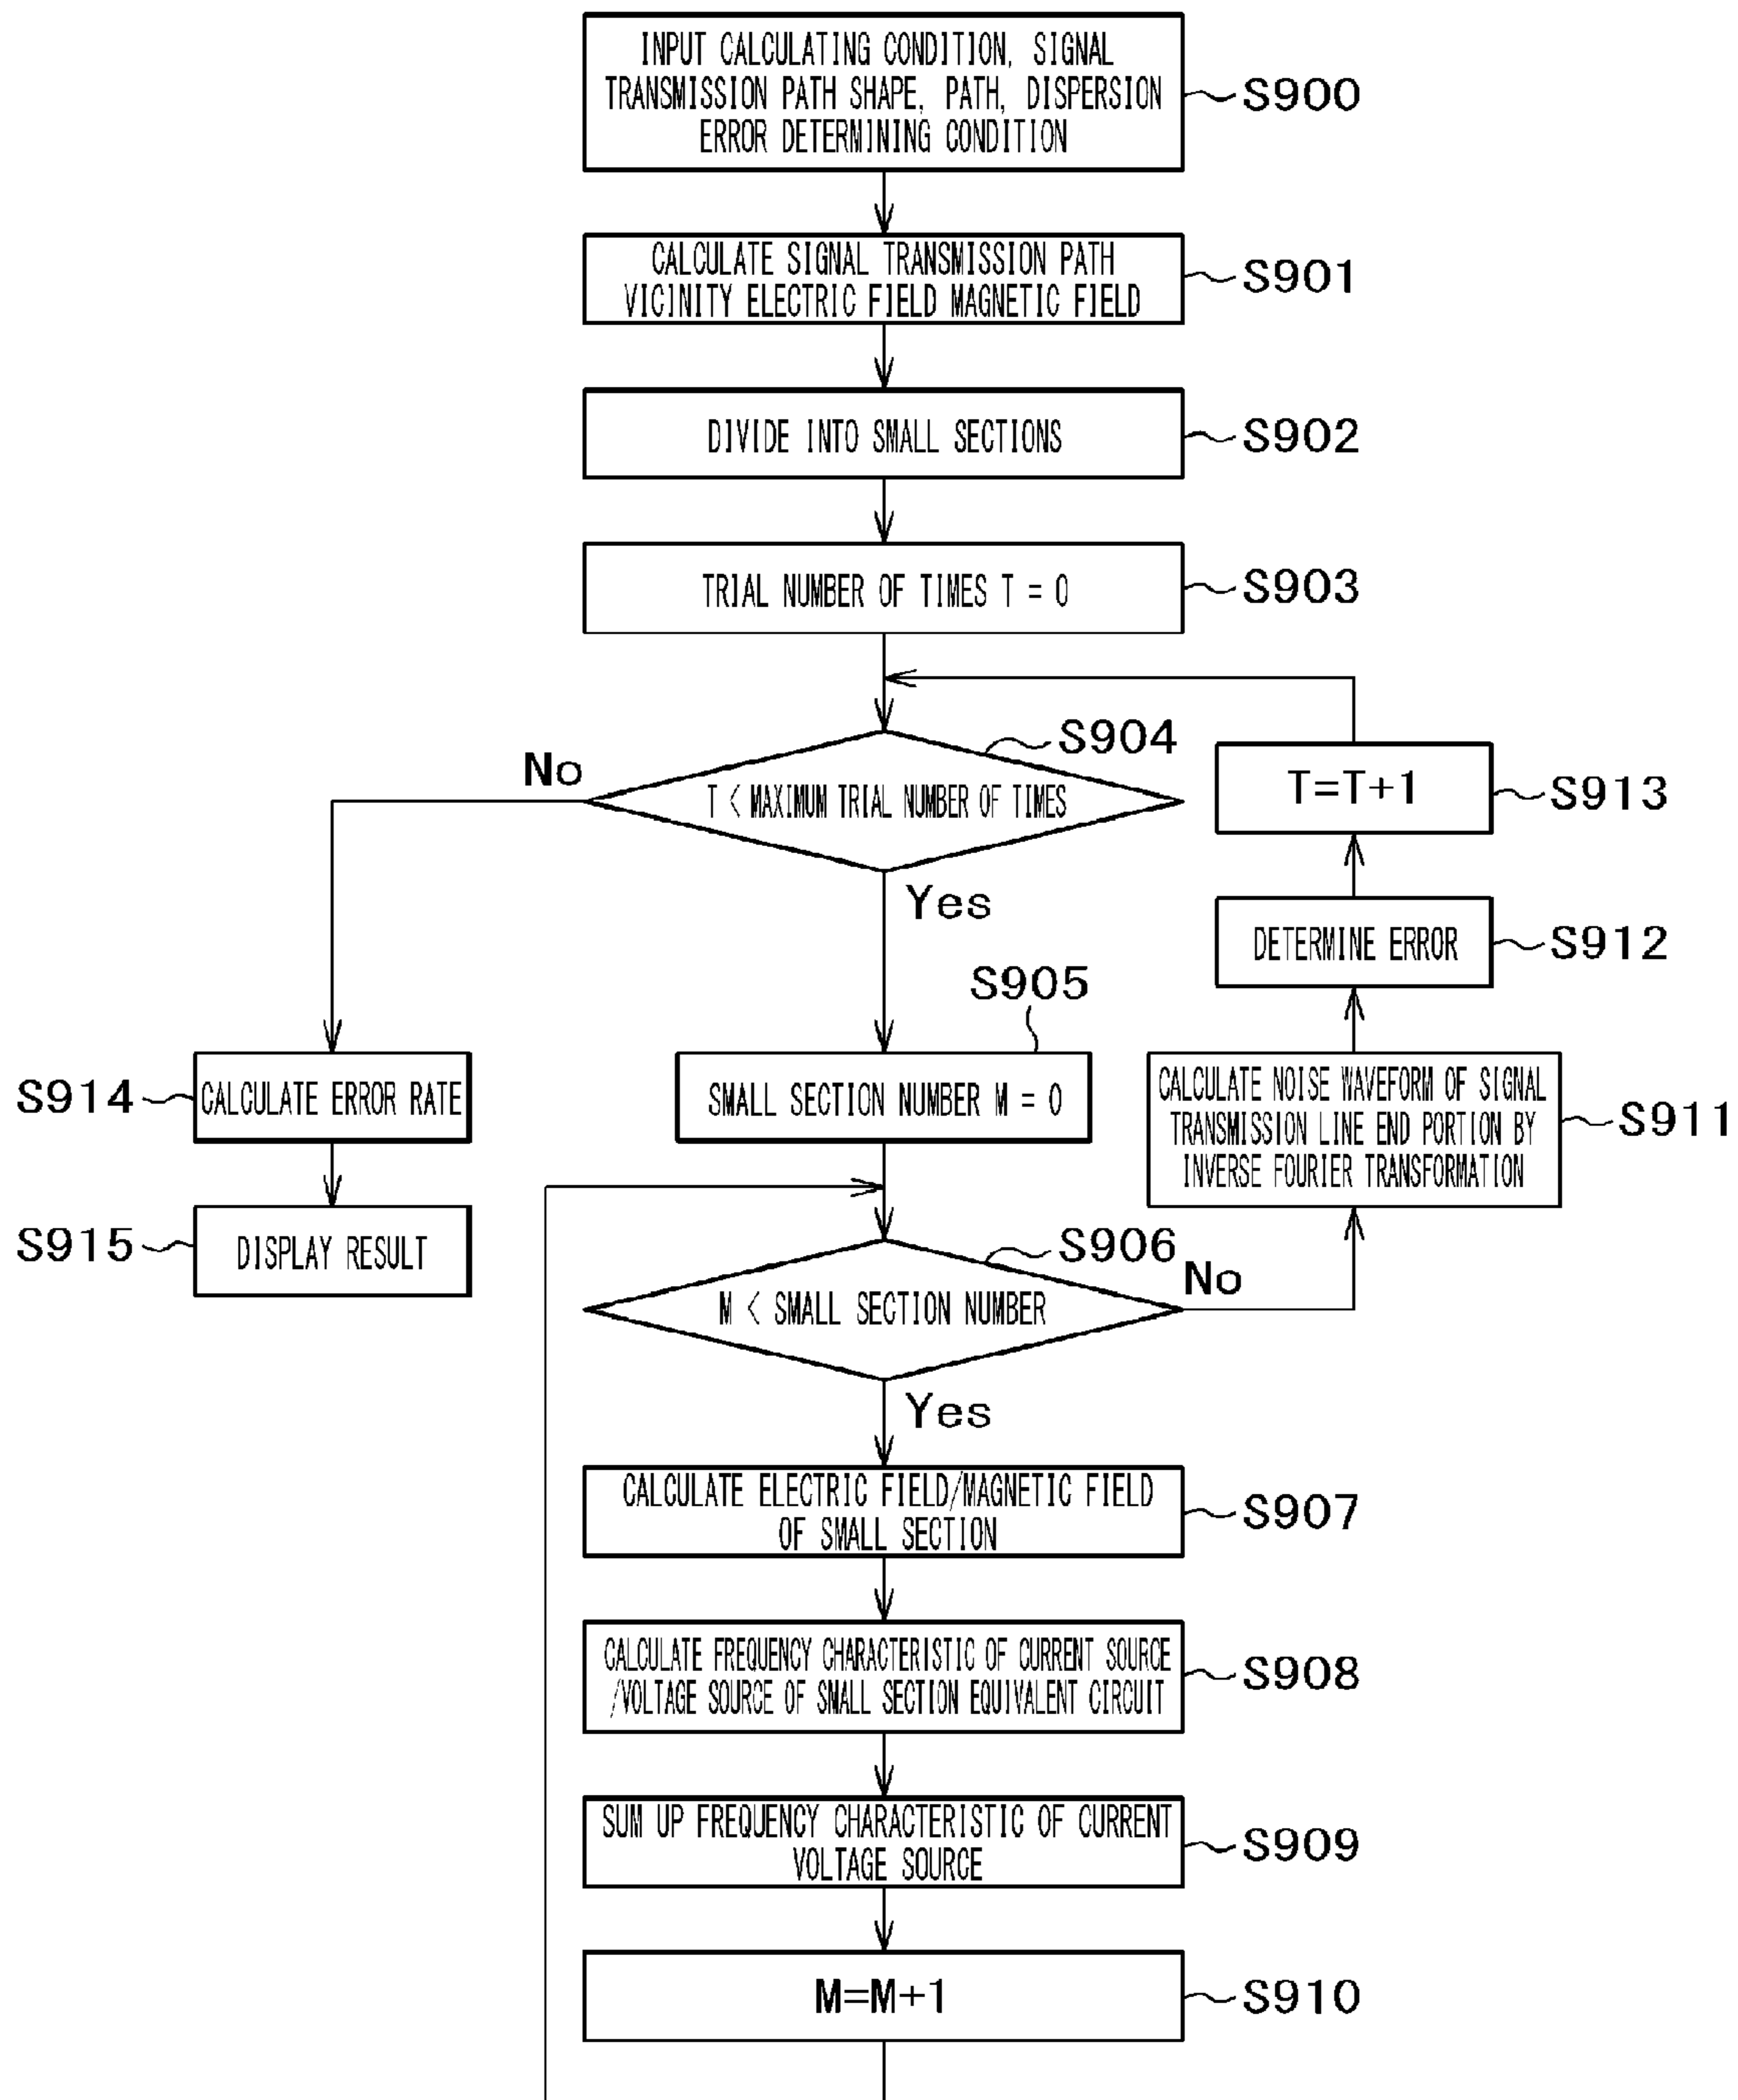 INPUT CALCULATING CONDITION, SIGNAL
TRANSMISSION PATH SHAPE, PATH, DISPERSION
ERROR DETERMINING CONDITION
S900
CALCULATE SIGNAL TRANSMISSION PATH
VICINITY ELECTRIC FIELD MAGNETIC FIELD
S901
DIVIDE INTO SMALL SECTIONS
S902
TRIAL NUMBER OF TIMES T = 0
S903
S904
No
T < MAXIMUM TRIAL NUMBER OF TIMES
Yes
T=T+1
S913
DETERMINE ERROR
S912
S905
S914
CALCULATE ERROR RATE
SMALL SECTION NUMBER M = 0
CALCULATE NOISE WAVEFORM OF SIGNAL
TRANSMISSION LINE END PORTION BY
INVERSE FOURIER TRANSFORMATION
S911
S915
DISPLAY RESULT
S906
No
M < SMALL SECTION NUMBER
Yes
CALCULATE ELECTRIC FIELD/MAGNETIC FIELD
OF SMALL SECTION
S907
CALCULATE FREQUENCY CHARACTERISTIC OF CURRENT SOURCE
/VOLTAGE SOURCE OF SMALL SECTION EQUIVALENT CIRCUIT
S908
SUM UP FREQUENCY CHARACTERISTIC OF CURRENT
VOLTAGE SOURCE
S909
M=M+1
S910